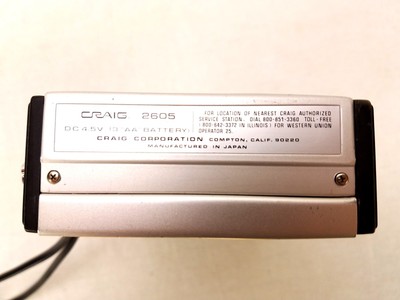 CRAIG 2605
DC 4.5V (3 "AA" BATTERY)
FOR LOCATION OF NEAREST CRAIG AUTHORIZED
SERVICE STATION, DIAL 800-851-3360 TOLL-FREE
(800-642-3377 IN ILLINOIS) FOR WESTERN UNION
OPERATOR 25.
CRAIG CORPORATION COMPTON, CALIF. 90220
MANUFACTURED IN JAPAN